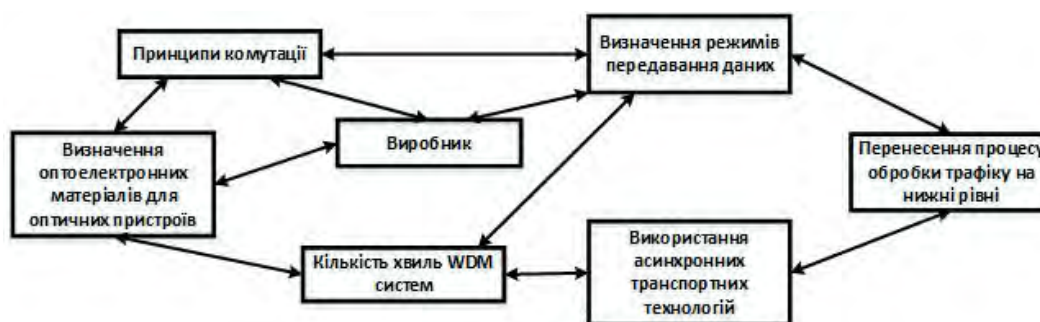 Принципи комутації
Визначення режимів
передавання даних
Виробник
Визначення
оптоелектронних
матеріалів для
оптичних пристроїв
Перенесення процесу
обробки трафіку на
нижні рівні
Кількість хвиль WDM
систем
Використання
асинхронних
транспортних
технологій